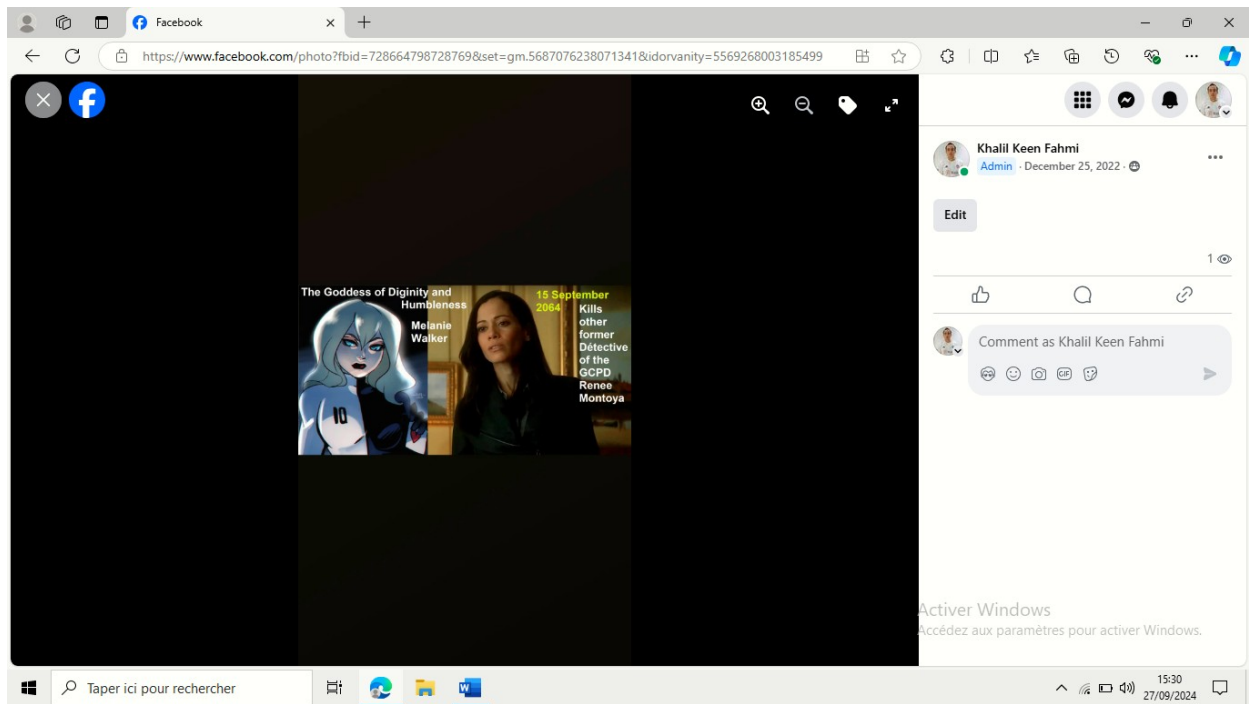 Facebook
https://www.facebook.com/photo?fbid=728664798728769&set=gm.5687076238071341&idorvanity=5569268003185499
The Goddess of Diginity and
Humbleness
Melanie
Walker
10
15 September
2064
Kills
other
former
Détective
of the
GCPD
Renee
Montoya
Khalil Keen Fahmi
Admin · December 25, 2022 ·
Edit
1
Comment as Khalil Keen Fahmi
GIF
Activer Windows
Accédez aux paramètres pour activer Windows.
Taper ici pour rechercher
15:30
27/09/2024